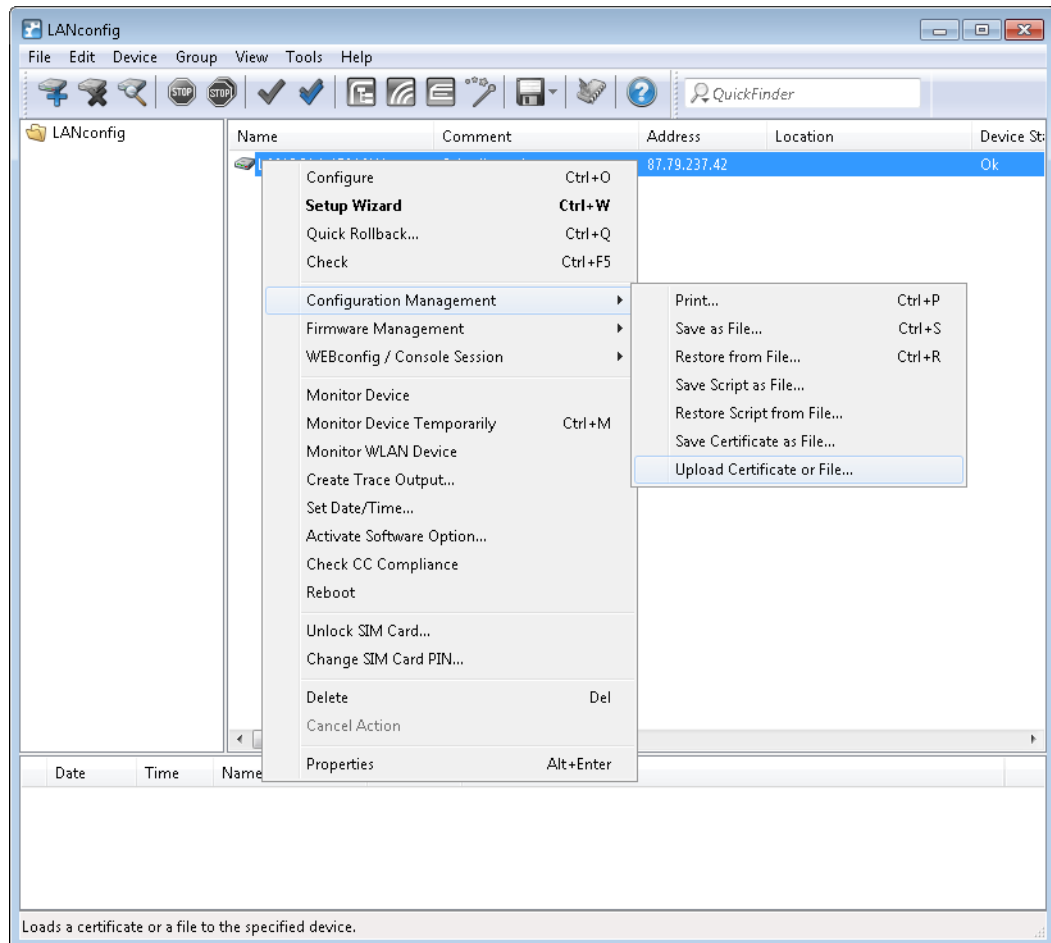 LANconfig
File Edit Device Group View Tools Help
STOP STOP QuickFinder
LANconfig
Name Comment Address Location Device Sta
87.79.237.42 Ok
Configure Ctrl+O
Setup Wizard Ctrl+W
Quick Rollback... Ctrl+Q
Check Ctrl+F5
Configuration Management
Firmware Management
WEBconfig / Console Session
Monitor Device
Monitor Device Temporarily Ctrl+M
Monitor WLAN Device
Create Trace Output...
Set Date/Time...
Activate Software Option...
Check CC Compliance
Reboot
Unlock SIM Card...
Change SIM Card PIN...
Delete Del
Cancel Action
Properties Alt+Enter
Print... Ctrl+P
Save as File... Ctrl+S
Restore from File... Ctrl+R
Save Script as File...
Restore Script from File...
Save Certificate as File...
Upload Certificate or File...
Date Time Name
Loads a certificate or a file to the specified device.